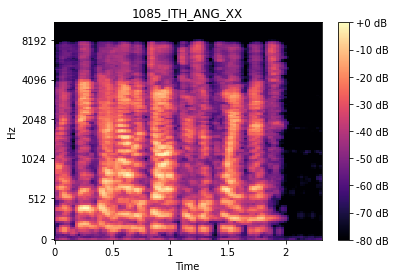 1085_ITH_ANG_XX
8192
4096
2048
1024
512
0
Hz
0
0.5
1
1.5
2
Time
+0 dB
-10 dB
-20 dB
-30 dB
-40 dB
-50 dB
-60 dB
-70 dB
-80 dB